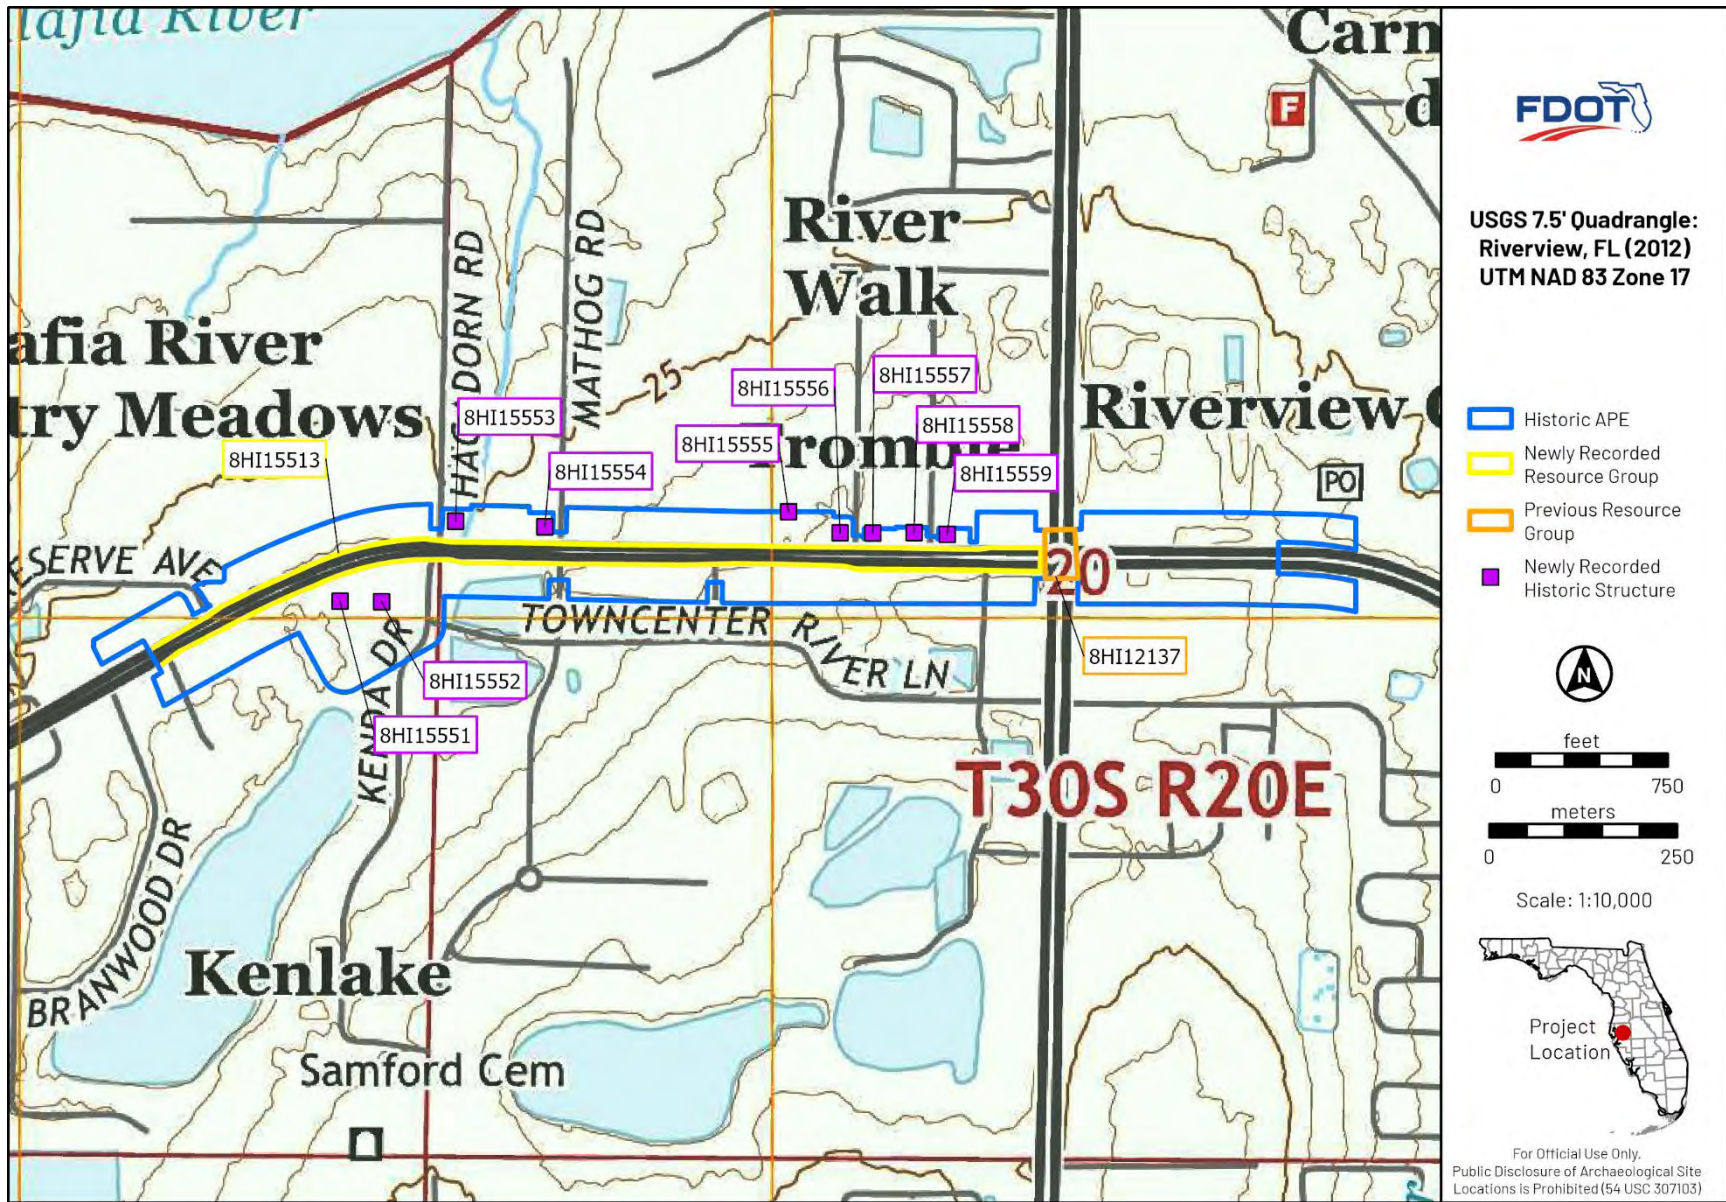 lafia River
Carn
d
F
FDOT
USGS 7.5' Quadrangle:
Riverview, FL (2012)
UTM NAD 83 Zone 17
River
Walk
DORN RD
MATHOG RD
25
afia River
try Meadows
Riverview
8HI15553
8HI15554
8HI15513
8HI15556
8HI15557
8HI15555
8HI15558
8HI15559
PO
Historic APE
Newly Recorded
Resource Group
Previous Resource
Group
Newly Recorded
Historic Structure
ESERVE AVE
20
TOWNCENTER RIVER LN
8HI12137
8HI15552
8HI15551
KENDA DR
N
feet
0 750
meters
0 250
Scale: 1:10,000
T30S R20E
BRANWOOD DR
Kenlake
Samford Cem
Project
Location
For Official Use Only.
Public Disclosure of Archaeological Site
Locations is Prohibited (54 USC 307103)